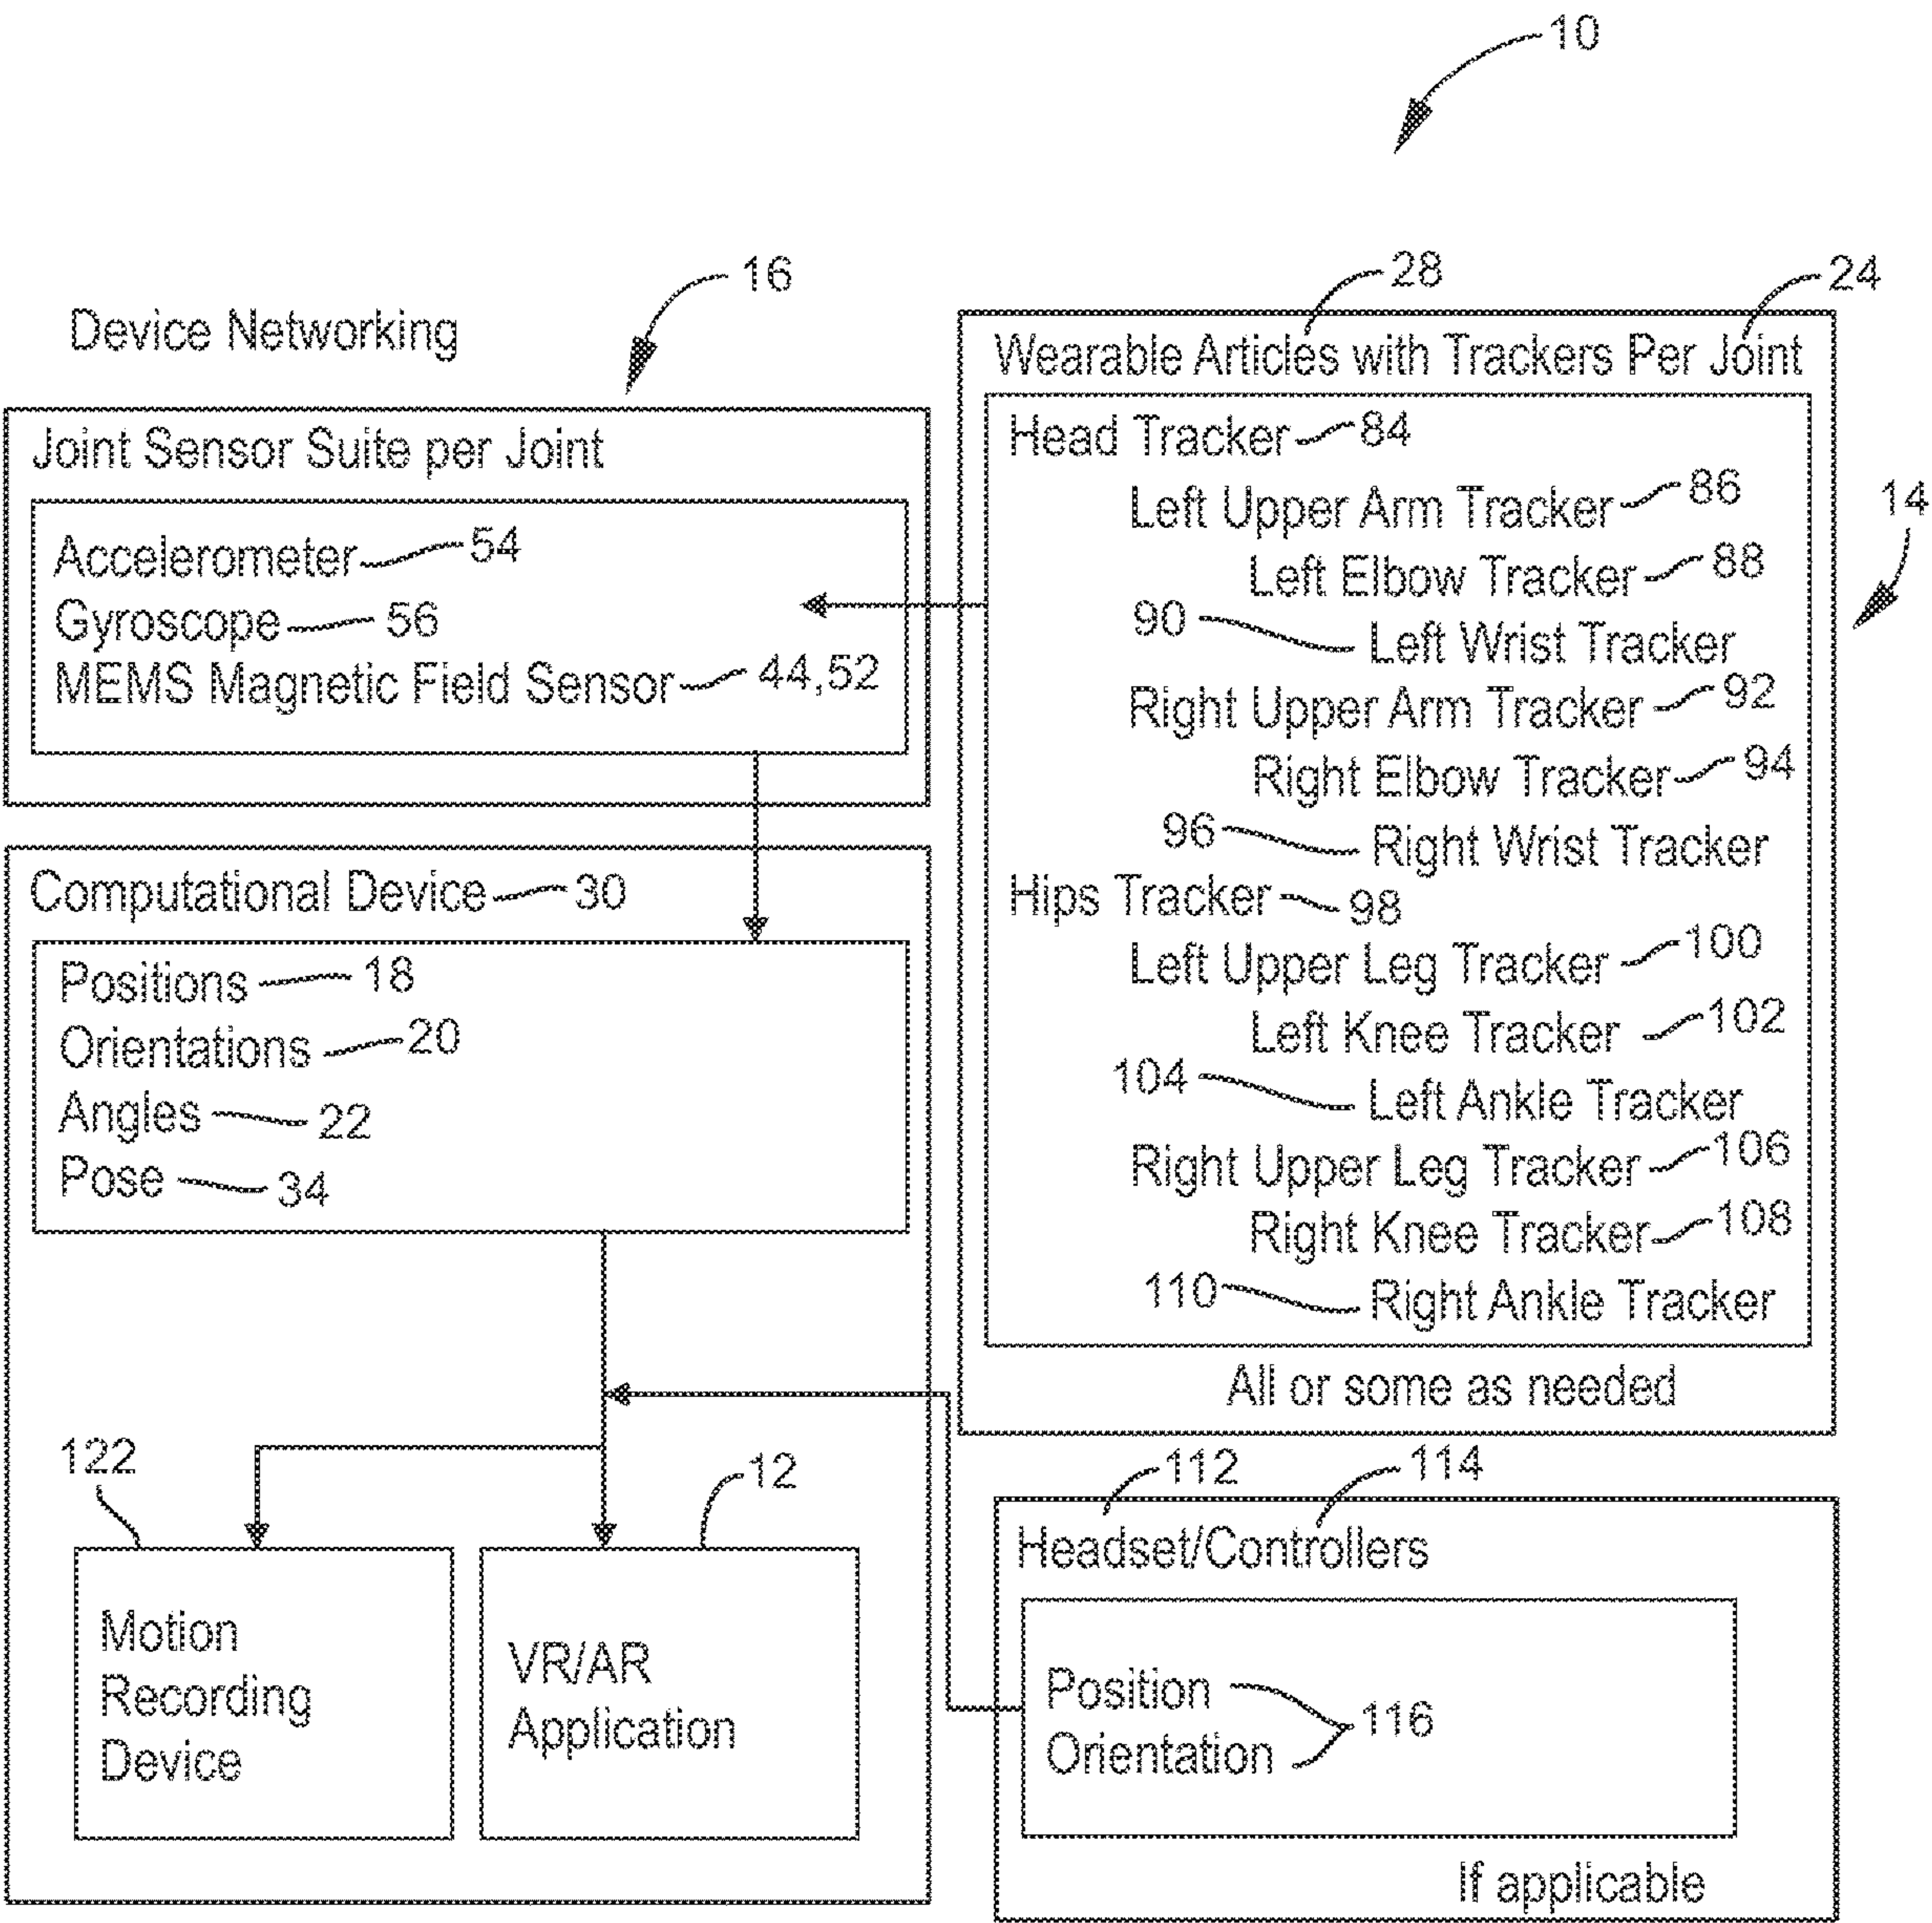 10
Device Networking
16
Joint Sensor Suite per Joint
Accelerometer 54
Gyroscope 56
MEMS Magnetic Field Sensor 44,52
28
24
Wearable Articles with Trackers Per Joint
14
Head Tracker 84
Left Upper Arm Tracker 86
Left Elbow Tracker 88
90 Left Wrist Tracker
Right Upper Arm Tracker 92
Right Elbow Tracker 94
96 Right Wrist Tracker
Hips Tracker 98
Left Upper Leg Tracker 100
Left Knee Tracker 102
104 Left Ankle Tracker
Right Upper Leg Tracker 106
Right Knee Tracker 108
110 Right Ankle Tracker
All or some as needed
Computational Device 30
Positions 18
Orientations 20
Angles 22
Pose 34
122
12
Motion
Recording
Device
VR/AR
Application
112
114
Headset/Controllers
Position
Orientation
116
If applicable